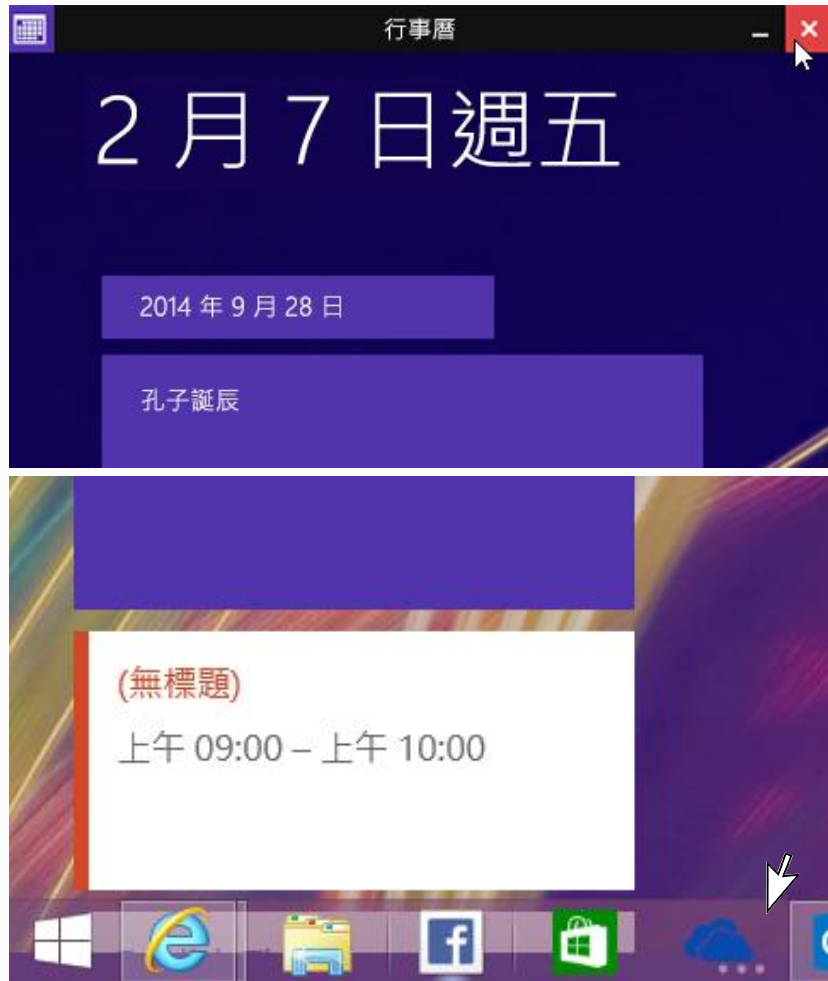 行事曆
2 月 7 日週五
2014 年 9 月 28 日
孔子誕辰
(無標題)
上午 09:00 – 上午 10:00